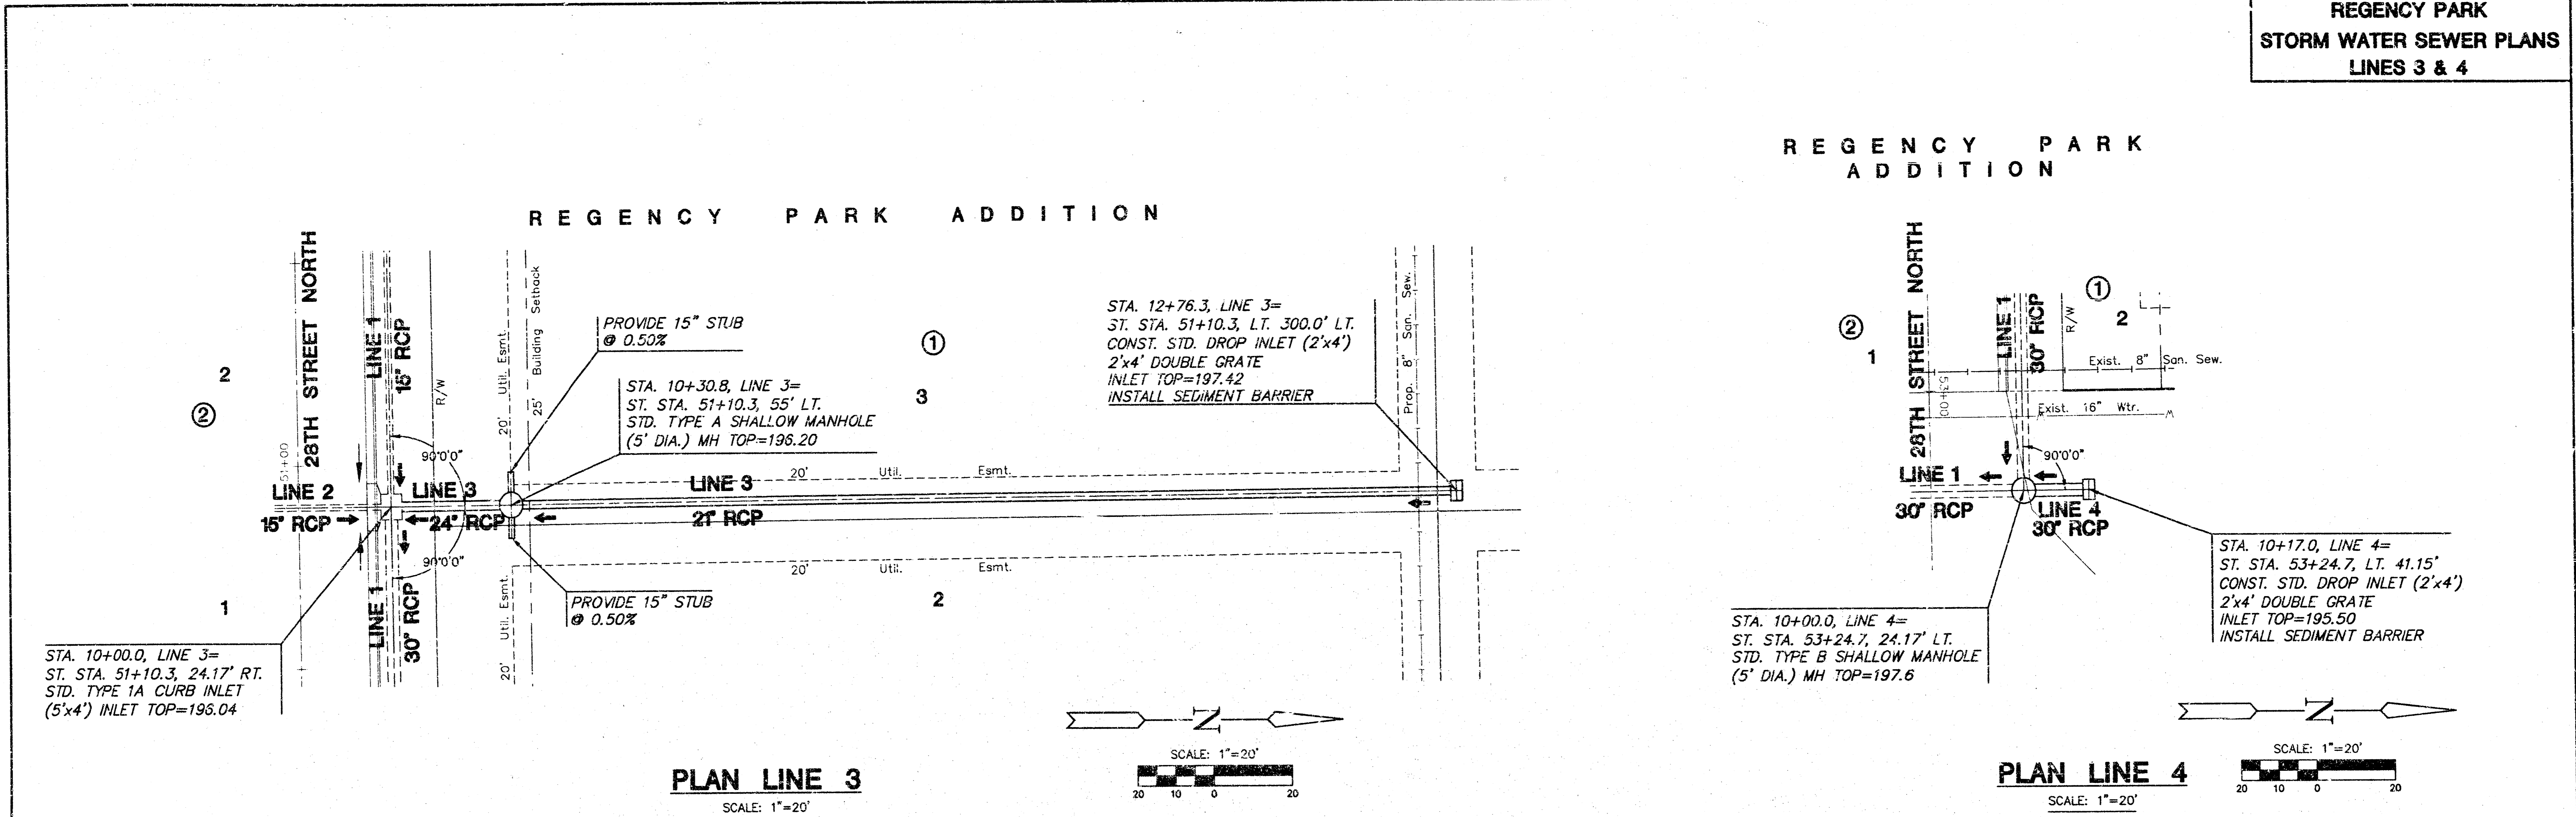 REGENCY PARK
STORM WATER SEWER PLANS
LINES 3 & 4
REGENCY PARK ADDITION
28TH STREET NORTH
LINE 1
15" RCP
R/W
20' Util. Esmt.
25' Building Setback
PROVIDE 15" STUB
@ 0.50%
STA. 10+30.8, LINE 3=
ST. STA. 51+10.3, 55' LT.
STD. TYPE A SHALLOW MANHOLE
(5' DIA.) MH TOP=196.20
1
3
STA. 12+76.3, LINE 3=
ST. STA. 51+10.3, LT. 300.0' LT.
CONST. STD. DROP INLET (2'x4')
2'x4' DOUBLE GRATE
INLET TOP=197.42
INSTALL SEDIMENT BARRIER
Prop. 8" San. Sew.
2
2
51+00
90°0'0"
LINE 2
LINE 3
15" RCP
24" RCP
20' Util. Esmt.
LINE 3
21" RCP
90°0'0"
20' Util. Esmt.
1
2
LINE 1
30" RCP
20' Util. Esmt.
PROVIDE 15" STUB
@ 0.50%
STA. 10+00.0, LINE 3=
ST. STA. 51+10.3, 24.17' RT.
STD. TYPE 1A CURB INLET
(5'x4') INLET TOP=196.04
N
SCALE: 1"=20'
20 10 0 20
PLAN LINE 3
SCALE: 1"=20'
REGENCY PARK
ADDITION
28TH STREET NORTH
LINE 1
30" RCP
R/W
1
2
2
1
Exist. 8" San. Sew.
53+00
Exist. 16" Wtr.
W
90°0'0"
LINE 1
30" RCP
LINE 4
30" RCP
STA. 10+17.0, LINE 4=
ST. STA. 53+24.7, LT. 41.15'
CONST. STD. DROP INLET (2'x4')
2'x4' DOUBLE GRATE
INLET TOP=195.50
INSTALL SEDIMENT BARRIER
STA. 10+00.0, LINE 4=
ST. STA. 53+24.7, 24.17' LT.
STD. TYPE B SHALLOW MANHOLE
(5' DIA.) MH TOP=197.6
N
SCALE: 1"=20'
20 10 0 20
PLAN LINE 4
SCALE: 1"=20'